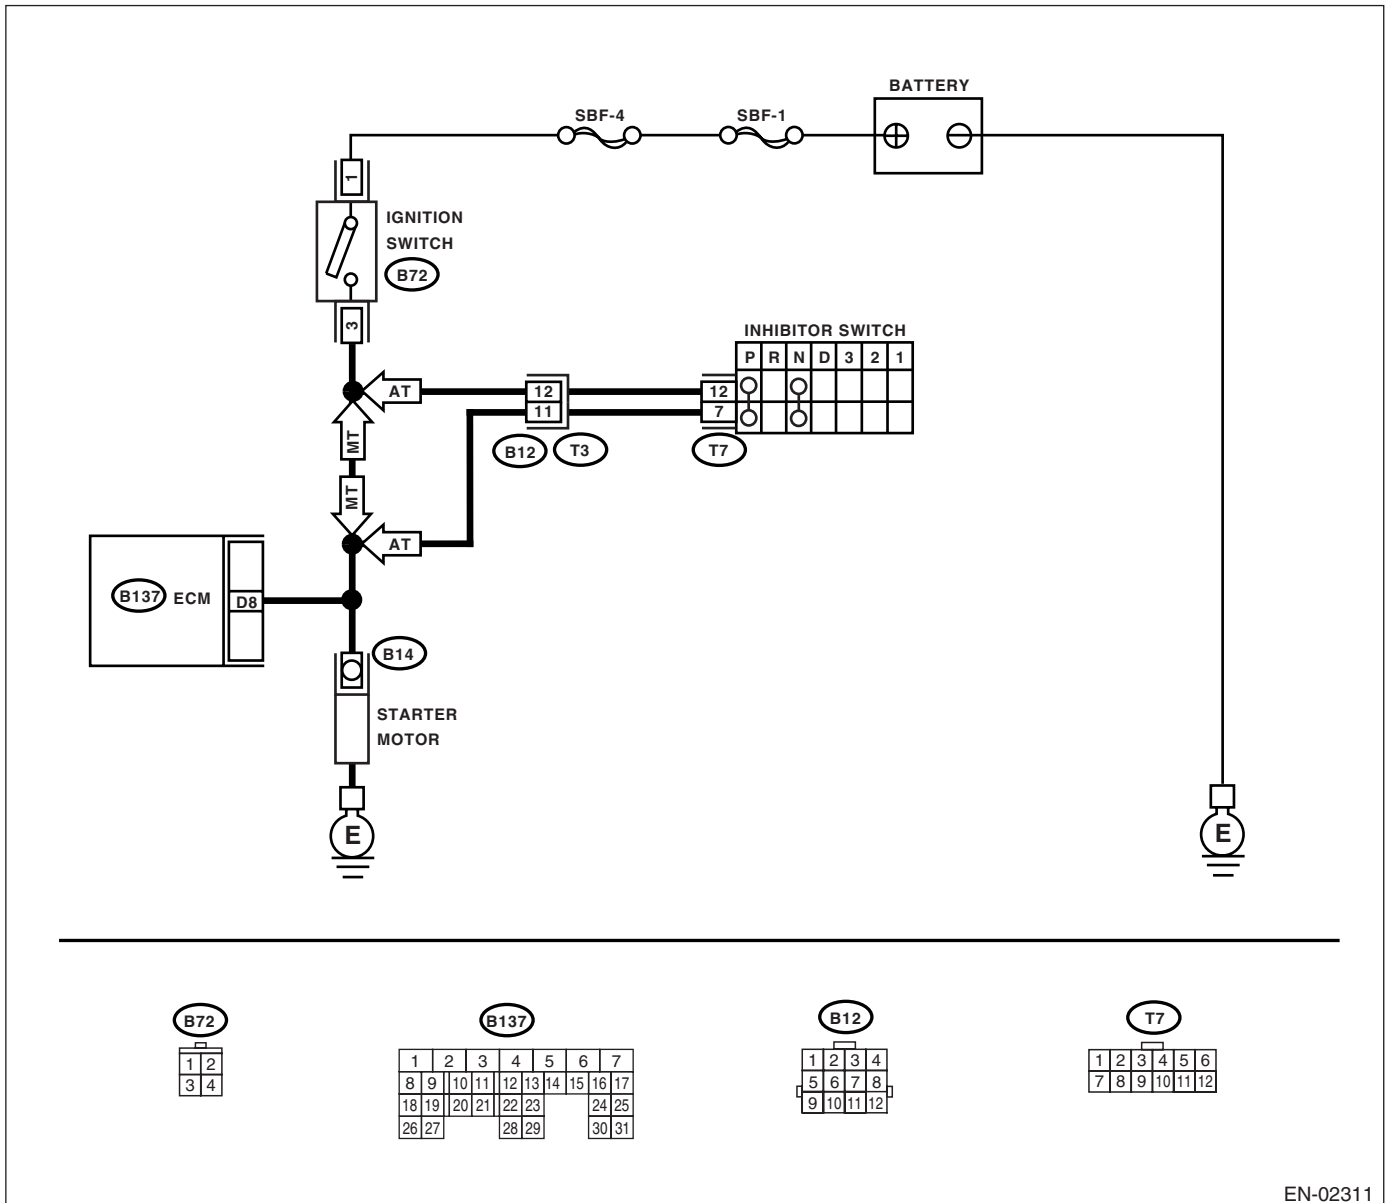 BATTERY
SBF-4 SBF-1
1
IGNITION
SWITCH
B72
3
INHIBITOR SWITCH
P R N D 3 2 1
AT 12 12
11 7
MT
B12 T3 T7
MT
AT
B137 ECM D8
B14
STARTER
MOTOR
E E
B72 B137 B12 T7
1 2
3 4
1 2 3 4 5 6 7
8 9 10 11 12 13 14 15 16 17
18 19 20 21 22 23 24 25
26 27 28 29 30 31
1 2 3 4
5 6 7 8
9 10 11 12
1 2 3 4 5 6
7 8 9 10 11 12
EN-02311